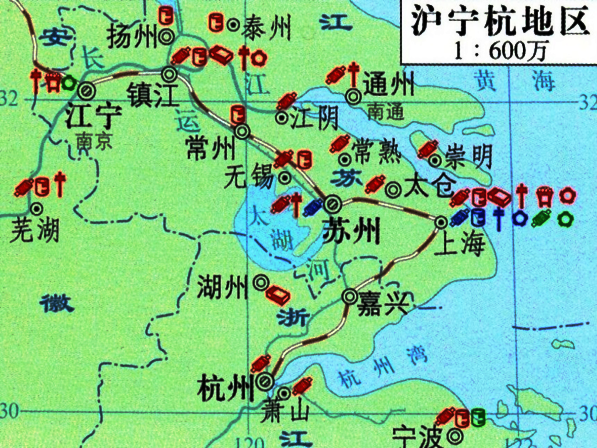 沪宁杭地区
1：600万
扬州
泰州
江
安
长
镇江
江
通州
南通
黄海
32
32
江宁
南京
运
江阴
常州
常熟
崇明
无锡
苏
太仓
芜湖
太湖
苏州
上海
湖州
河
徽
浙
嘉兴
杭州
杭州湾
萧山
30
30
120
122
江
宁波